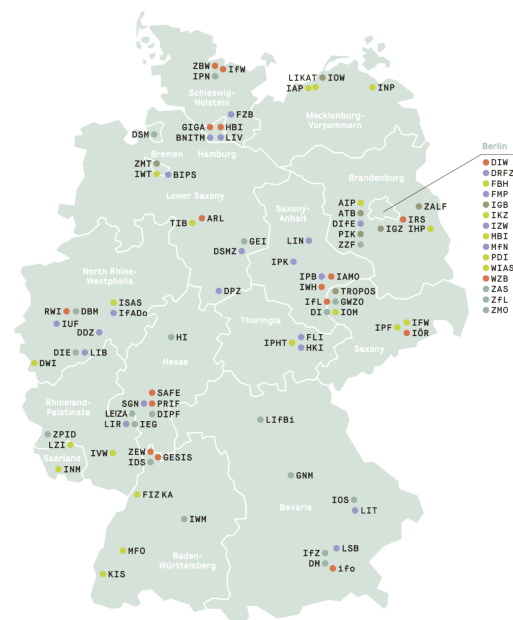 ZBW
IfW
IPN
LIKAT
IOW
IAP
INP
Schleswig-
Holstein
FZB
Mecklenburg-
Vorpommern
DSM
GIGA
HBI
BNITM
LIV
Bremen
Hamburg
ZMT
IWT
BIPS
Berlin
DIW
DRFZ
FBH
FMP
IGB
IKZ
IZW
MBI
MfN
PDI
WIAS
WZB
ZAS
ZfL
ZMO
Brandenburg
Lower Saxony
Saxony-
Anhalt
AIP
ATB
DIfE
PIK
ZZF
ZALF
IRS
IGZ
IHP
TIB
ARL
GEI
DSMZ
LIN
IPK
North Rhine-
Westphalia
DPZ
IPB
IAMO
IWH
TROPOS
IfL
GWZO
DI
IOM
RWI
DBM
ISAS
IfADo
IUF
DDZ
DIE
LIB
DWI
HI
Thuringia
IPHT
FLI
HKI
IPF
IFW
IÖR
Saxony
Hesse
Rhineland-
Palatinate
SAFE
SGN
PRIF
LEIZA
DIPF
LIR
IEG
ZPID
LZI
Saarland
INM
IVW
ZEW
GESIS
IDS
LIfBi
FIZ KA
IWM
GNM
Bavaria
IOS
LIT
MFO
KIS
Baden-
Württemberg
LSB
IfZ
DM
ifo